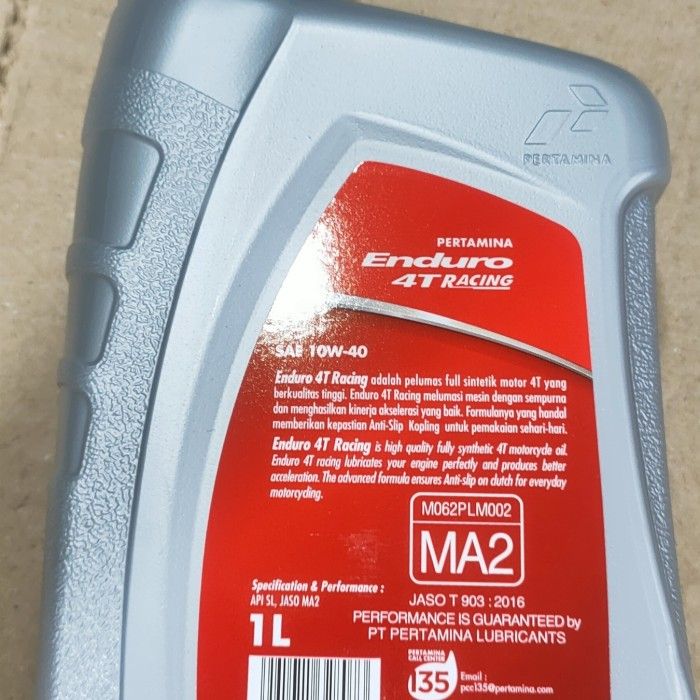 PERTAMINA
PERTAMINA
Enduro
4T RACING
SAE 10W-40
Enduro 4T Racing adalah pelumas full sintetik motor 4T yang
berkualitas tinggi. Enduro 4T Racing melumasi mesin dengan sempurna
dan menghasilkan kinerja akselerasi yang baik. Formulanya yang handal
memberikan kepastian Anti-Slip Kopling untuk pemakaian sehari-hari.
Enduro 4T Racing is high quality fully synthetic 4T motorcycle oil.
Enduro 4T racing lubricates your engine perfectly and produces better
acceleration. The advanced formula ensures Anti-slip on clutch for everyday
motorcycling.
M062PLM002
MA2
Specification & Performance :
API SL, JASO MA2
1 L
JASO T 903 : 2016
PERFORMANCE IS GUARANTEED by
PT PERTAMINA LUBRICANTS
PERTAMINA
CALL CENTER
135
Email :
pcc135@pertamina.com